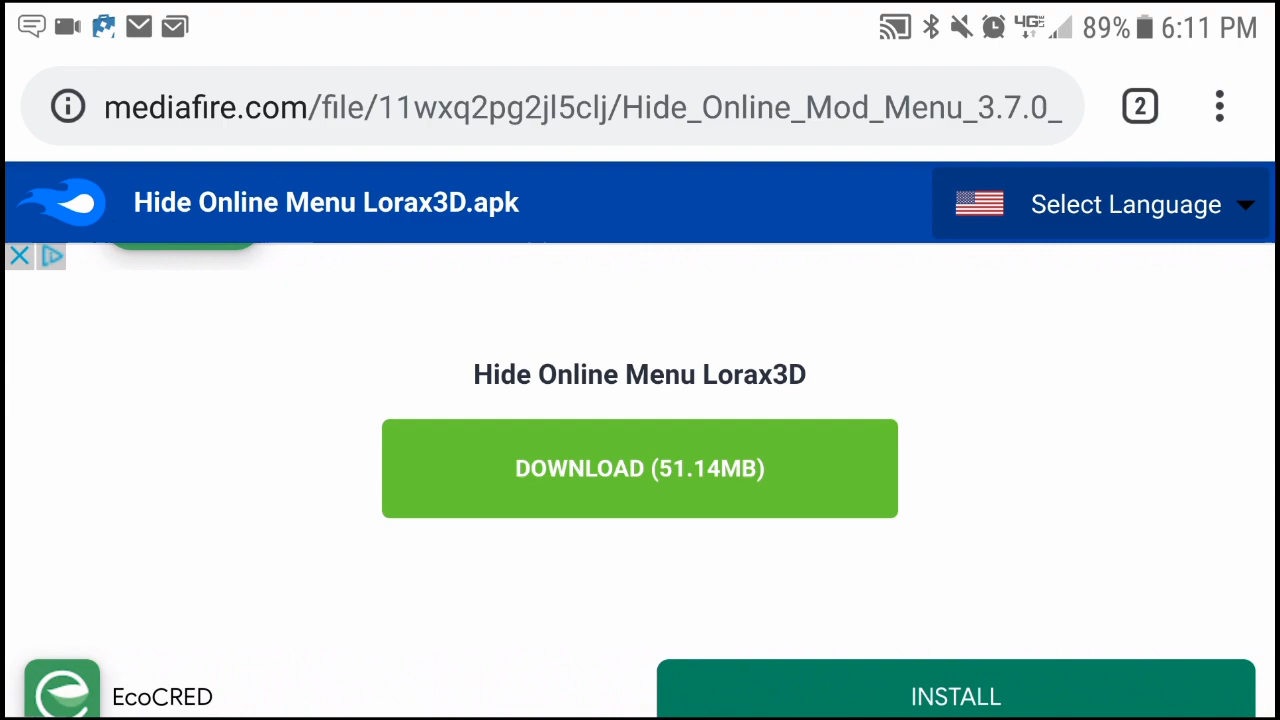 89% 6:11 PM
mediafire.com/file/11wxq2pg2jl5clj/Hide_Online_Mod_Menu_3.7.0_
2
Hide Online Menu Lorax3D.apk
Select Language
Hide Online Menu Lorax3D
DOWNLOAD (51.14MB)
EcoCRED
INSTALL